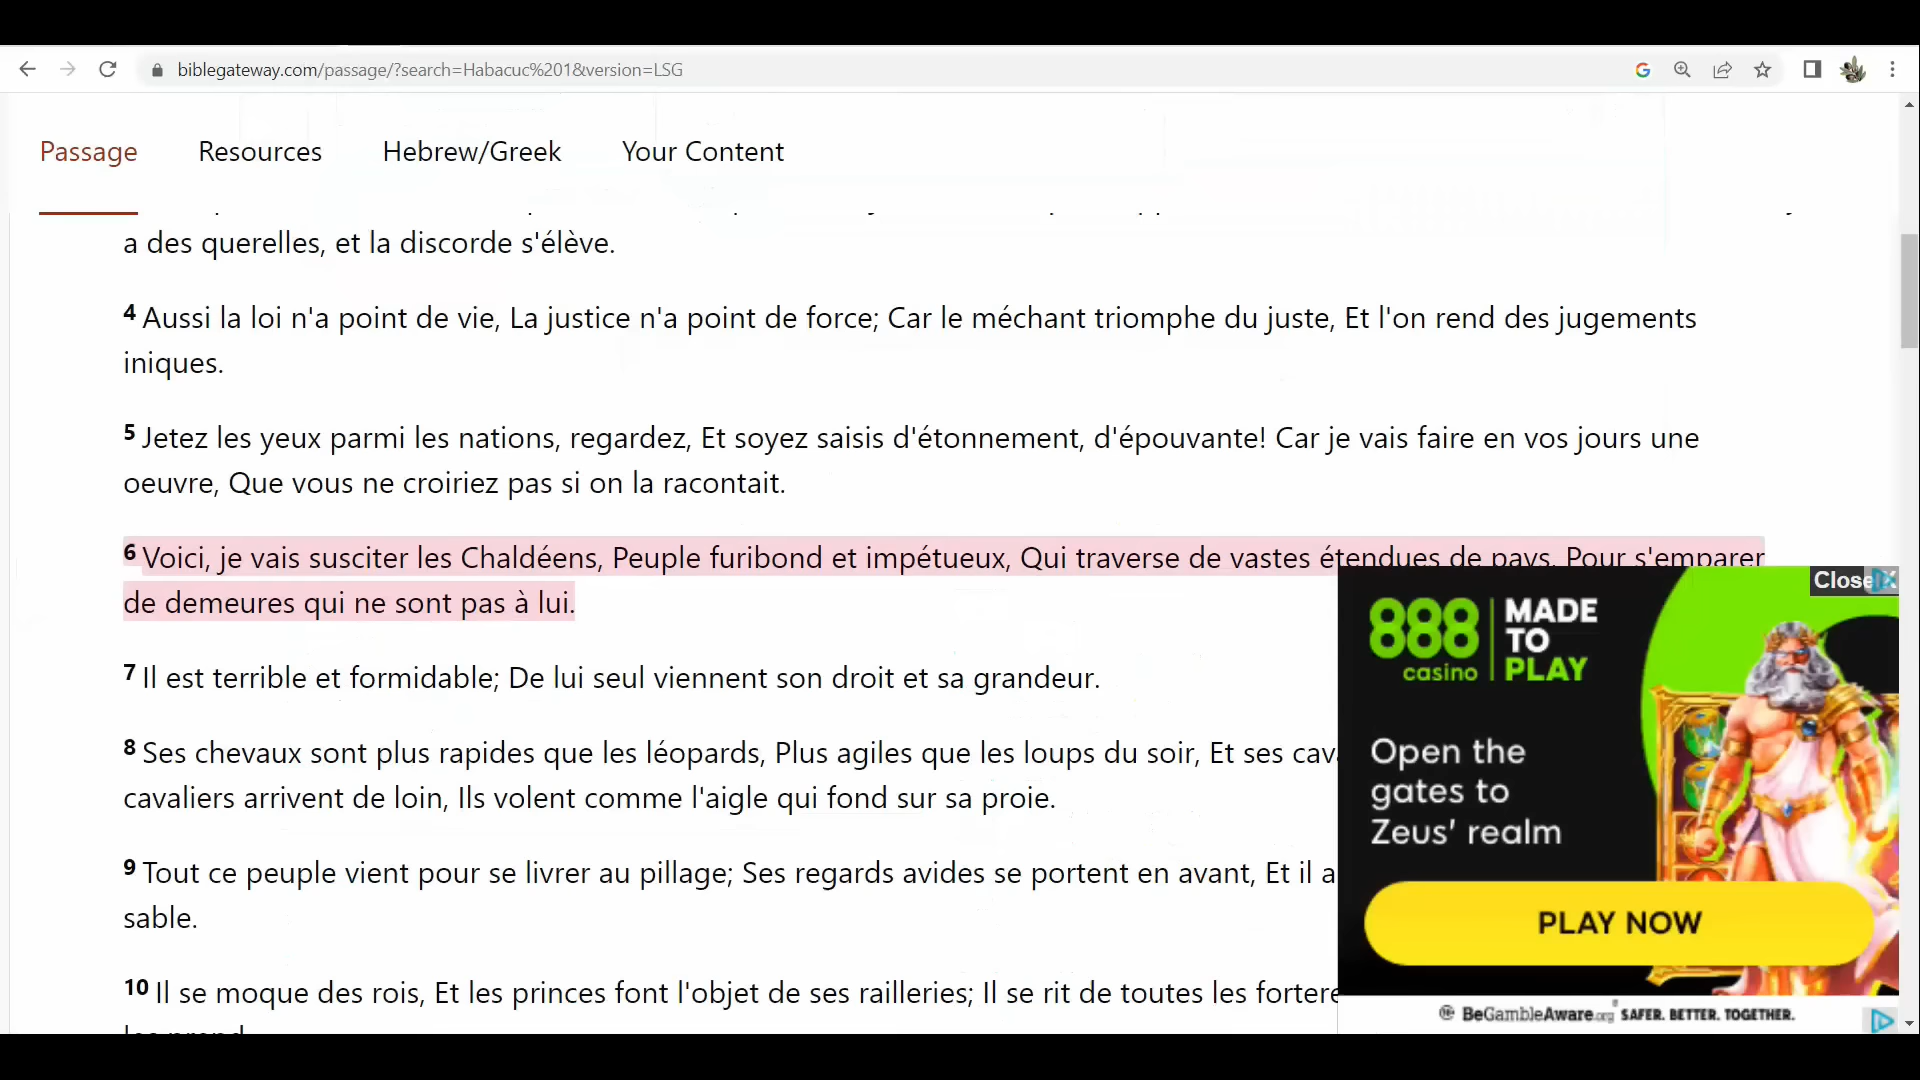 biblegateway.com/passage/?search=Habacuc%201&version=LSG
Passage Resources Hebrew/Greek Your Content
a des querelles, et la discorde s'élève.
4 Aussi la loi n'a point de vie, La justice n'a point de force; Car le méchant triomphe du juste, Et l'on rend des jugements
iniques.
5 Jetez les yeux parmi les nations, regardez, Et soyez saisis d'étonnement, d'épouvante! Car je vais faire en vos jours une
oeuvre, Que vous ne croiriez pas si on la racontait.
6 Voici, je vais susciter les Chaldéens, Peuple furibond et impétueux, Qui traverse de vastes étendues de pays, Pour s'emparer
de demeures qui ne sont pas à lui.
7 Il est terrible et formidable; De lui seul viennent son droit et sa grandeur.
8 Ses chevaux sont plus rapides que les léopards, Plus agiles que les loups du soir, Et ses cava
cavaliers arrivent de loin, Ils volent comme l'aigle qui fond sur sa proie.
9 Tout ce peuple vient pour se livrer au pillage; Ses regards avides se portent en avant, Et il a
sable.
10 Il se moque des rois, Et les princes font l'objet de ses railleries; Il se rit de toutes les fortere
Close X
888
casino
MADE
TO
PLAY
Open the
gates to
Zeus' realm
PLAY NOW
BeGambleAware.org SAFER. BETTER. TOGETHER.